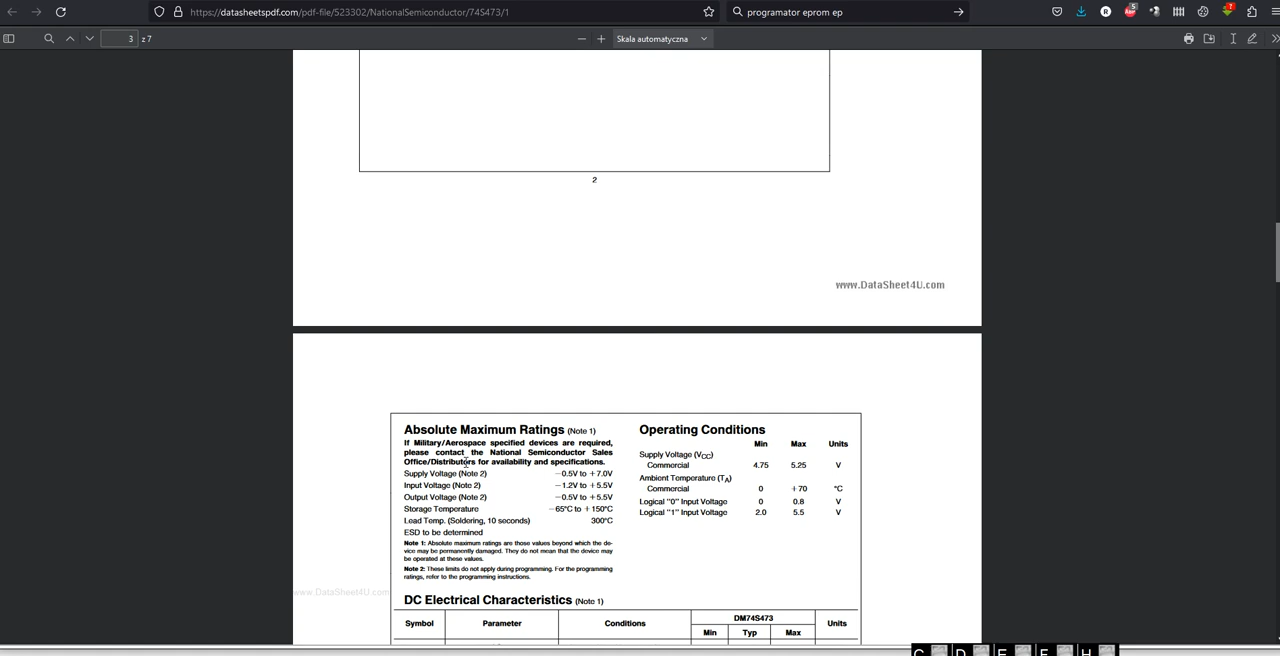 https://datasheetspdf.com/pdf-file/523302/NationalSemiconductor/74S473/1
programator eprom ep
3 z 7
Skala automatyczna
2
www.DataSheet4U.com
Absolute Maximum Ratings (Note 1)
If Military/Aerospace specified devices are required,
please contact the National Semiconductor Sales
Office/Distributors for availability and specifications.
Supply Voltage (Note 2) −0.5V to +7.0V
Input Voltage (Note 2) −1.2V to +5.5V
Output Voltage (Note 2) −0.5V to +5.5V
Storage Temperature −65°C to +150°C
Lead Temp. (Soldering, 10 seconds) 300°C
ESD to be determined
Note 1: Absolute maximum ratings are those values beyond which the de-
vice may be permanently damaged. They do not mean that the device may
be operated at these values.
Note 2: These limits do not apply during programming. For the programming
ratings, refer to the programming instructions.
Operating Conditions
Min Max Units
Supply Voltage (VCC)
Commercial 4.75 5.25 V
Ambient Temperature (TA)
Commercial 0 +70 °C
Logical "0" Input Voltage 0 0.8 V
Logical "1" Input Voltage 2.0 5.5 V
www.DataSheet4U.com
DC Electrical Characteristics (Note 1)
Symbol Parameter Conditions DM74S473 Units
Min Typ Max